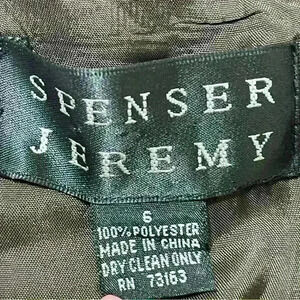 SPENSER
JEREMY
6
100% POLYESTER
MADE IN CHINA
DRY CLEAN ONLY
RN 73163